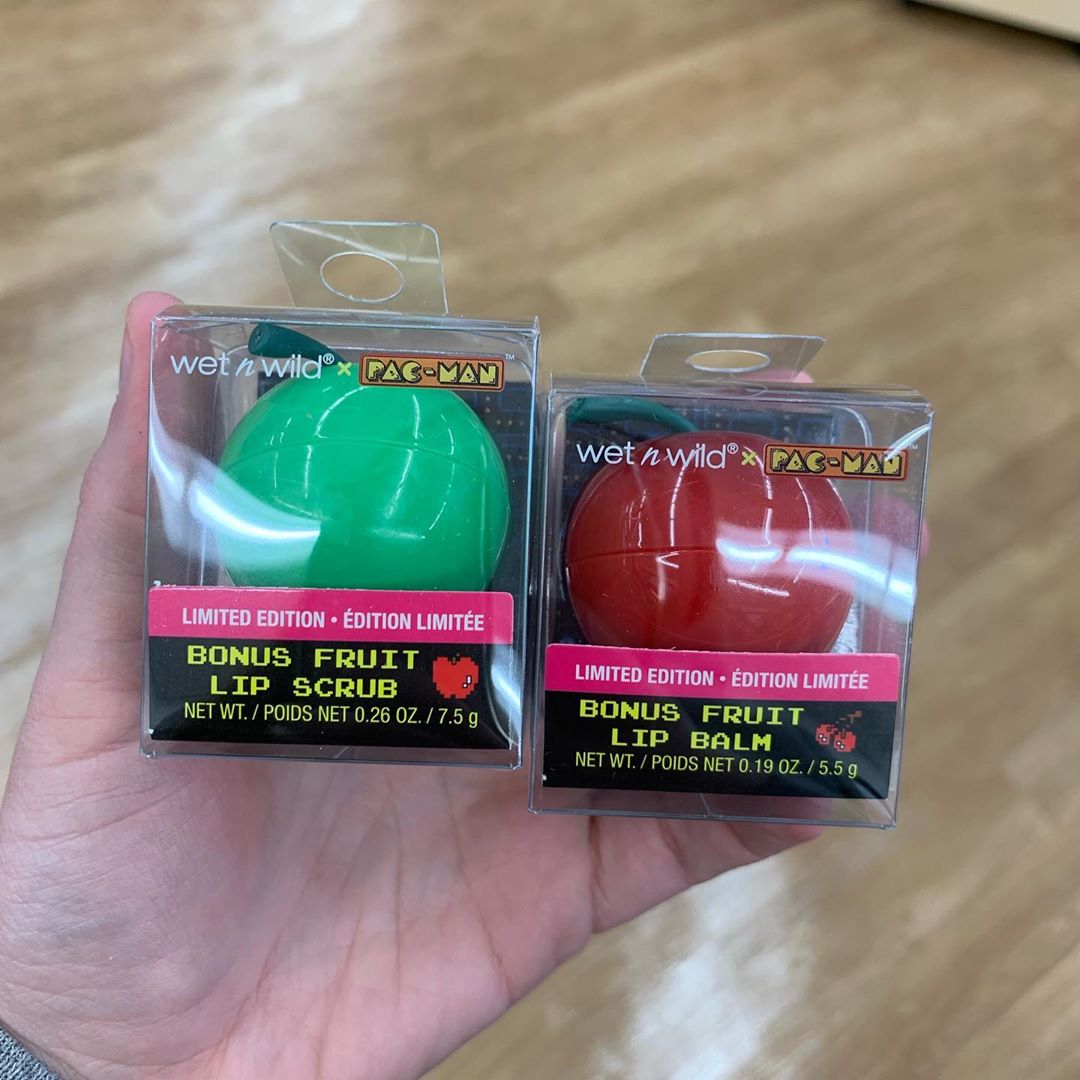 wet n wild® x PAC-MAN™
LIMITED EDITION • ÉDITION LIMITÉE
BONUS FRUIT
LIP SCRUB
NET WT. / POIDS NET 0.26 OZ. / 7.5 g
wet n wild® x PAC-MAN™
LIMITED EDITION • ÉDITION LIMITÉE
BONUS FRUIT
LIP BALM
NET WT. / POIDS NET 0.19 OZ. / 5.5 g